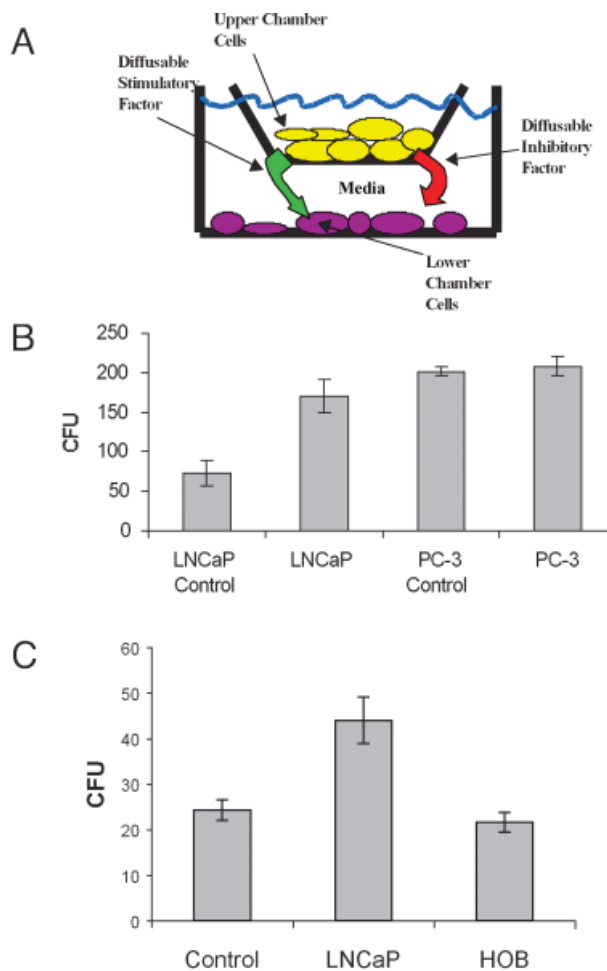 A
Upper Chamber
Cells
Diffusable
Stimulatory
Factor
Diffusable
Inhibitory
Factor
Media
Lower
Chamber
Cells
B
250
200
150
100
50
0
CFU
LNCaP
Control
LNCaP
PC-3
Control
PC-3
C
60
50
40
30
20
10
0
CFU
Control
LNCaP
HOB